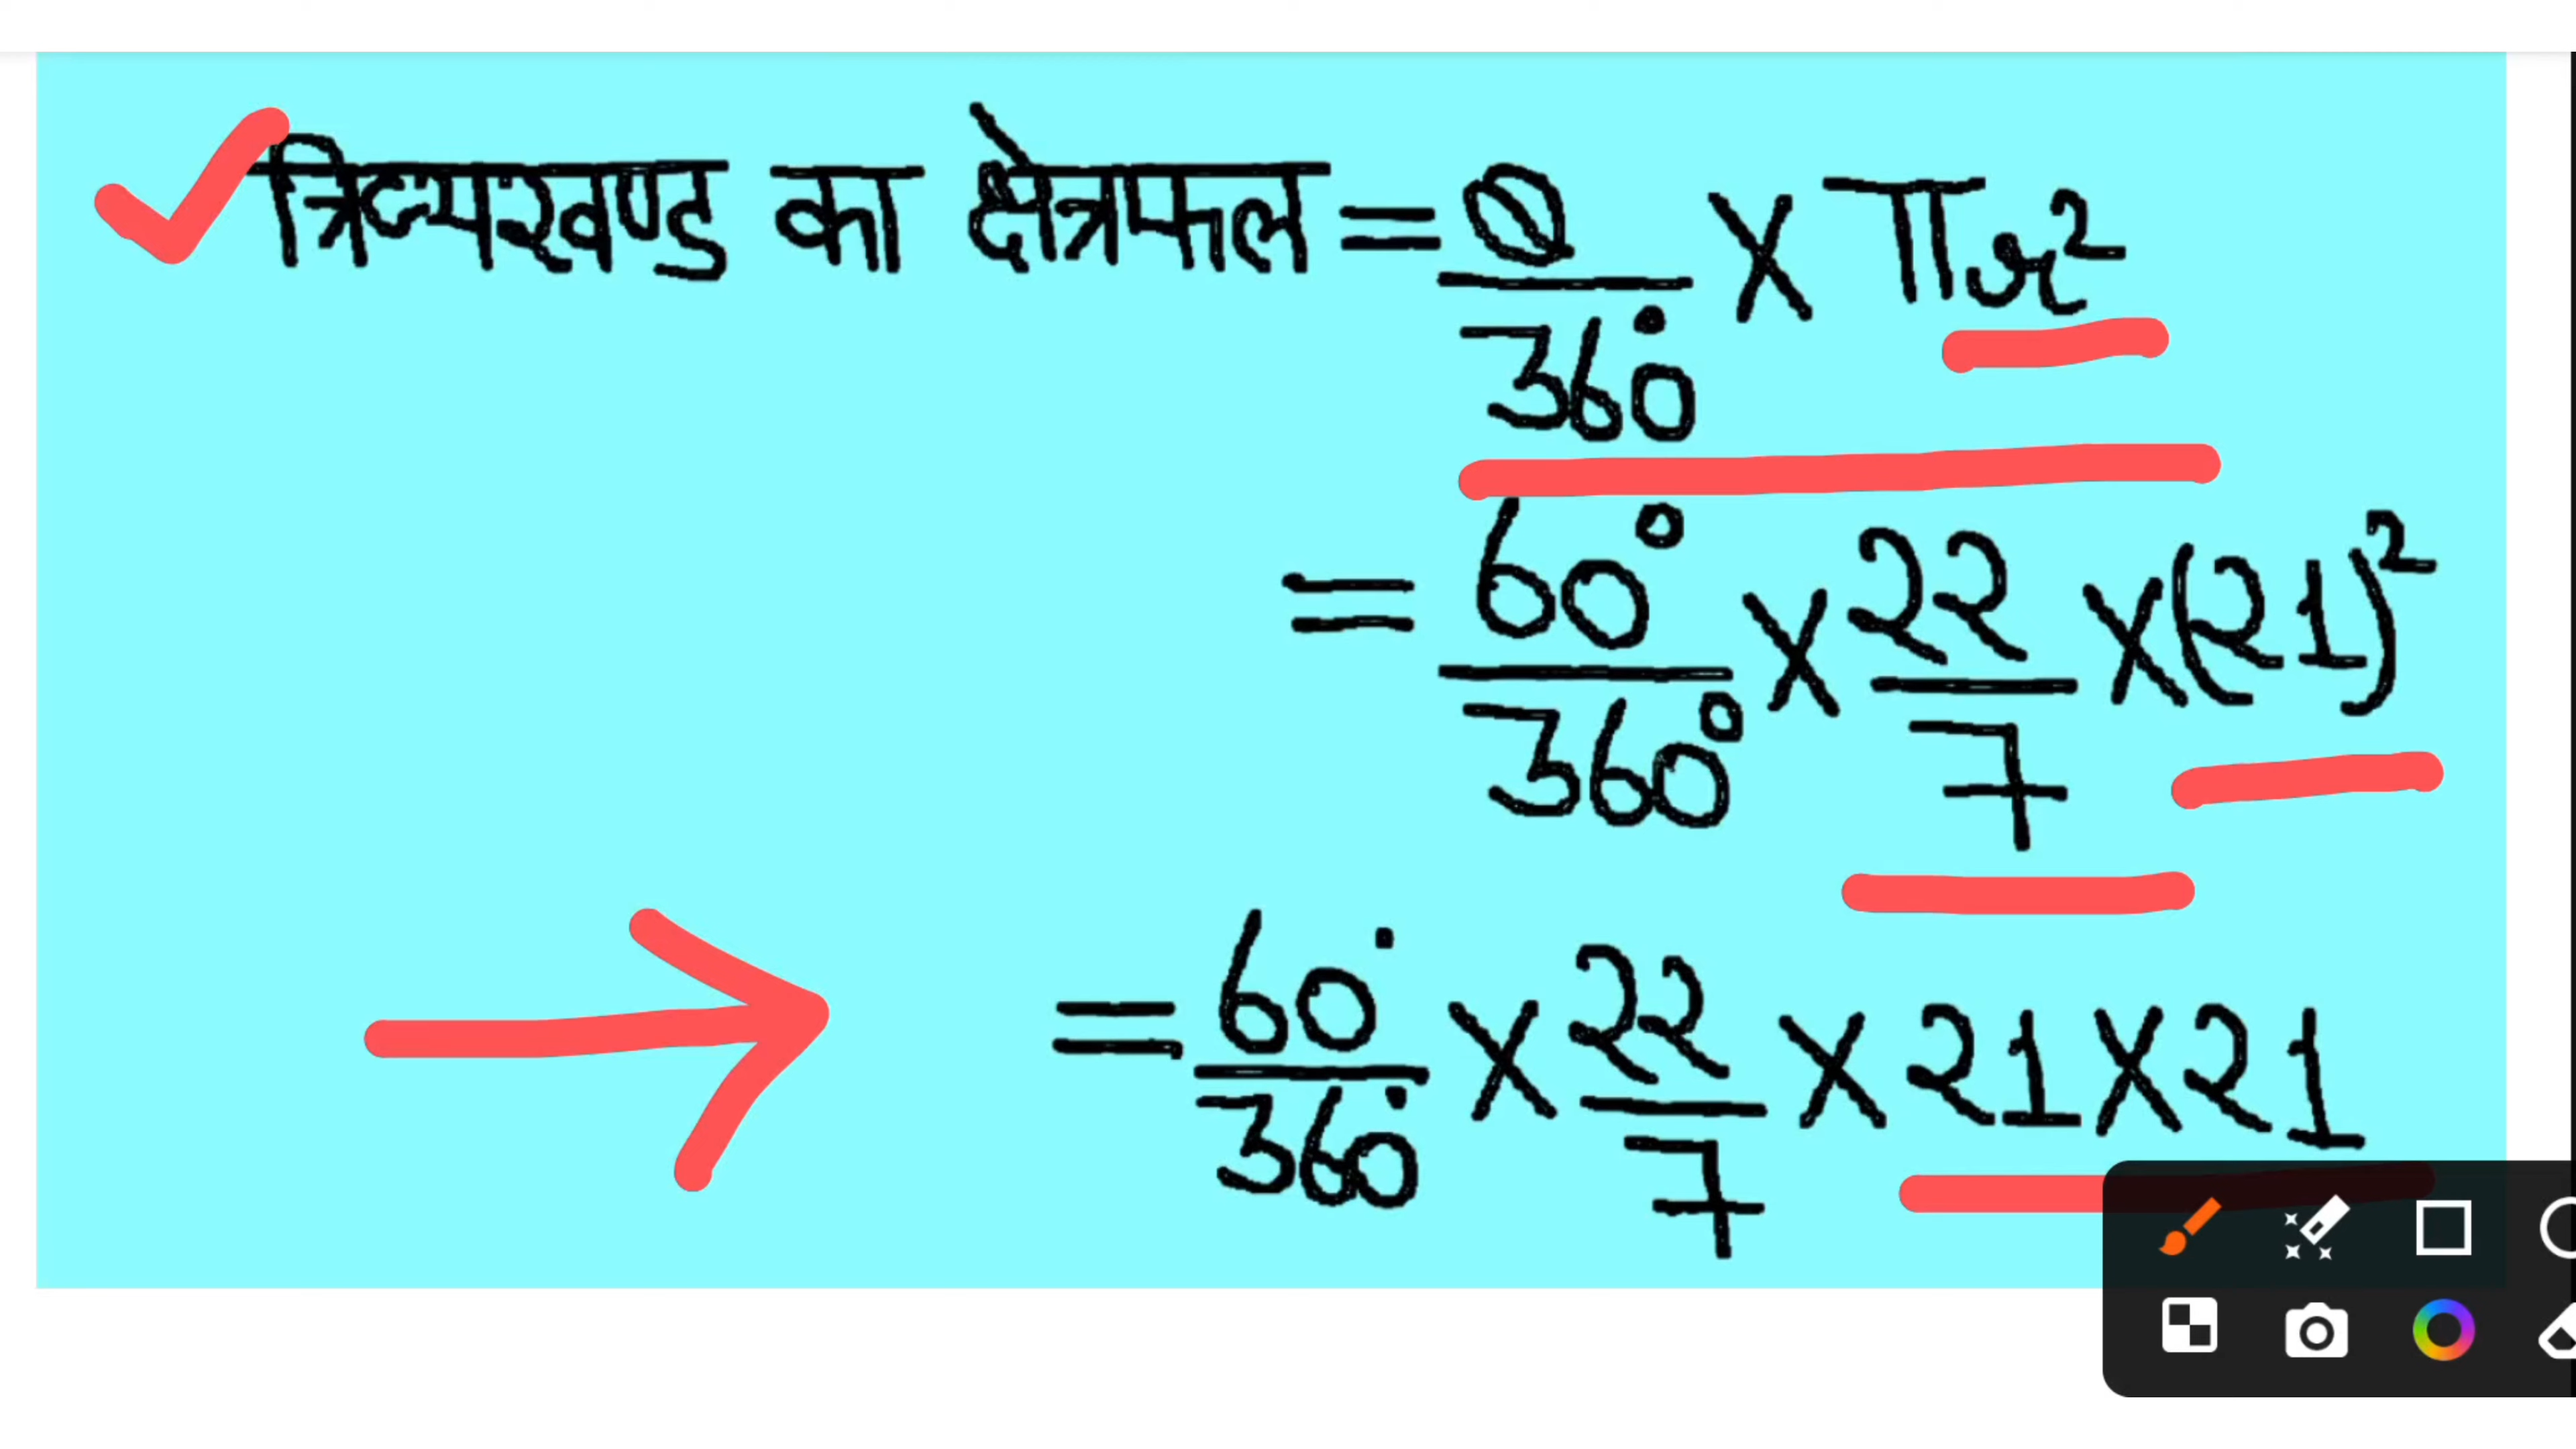 त्रिज्यखण्ड का क्षेत्रफल = θ/360° × πr²
= 60°/360° × 22/7 × (21)²
= 60°/360° × 22/7 × 21 × 21